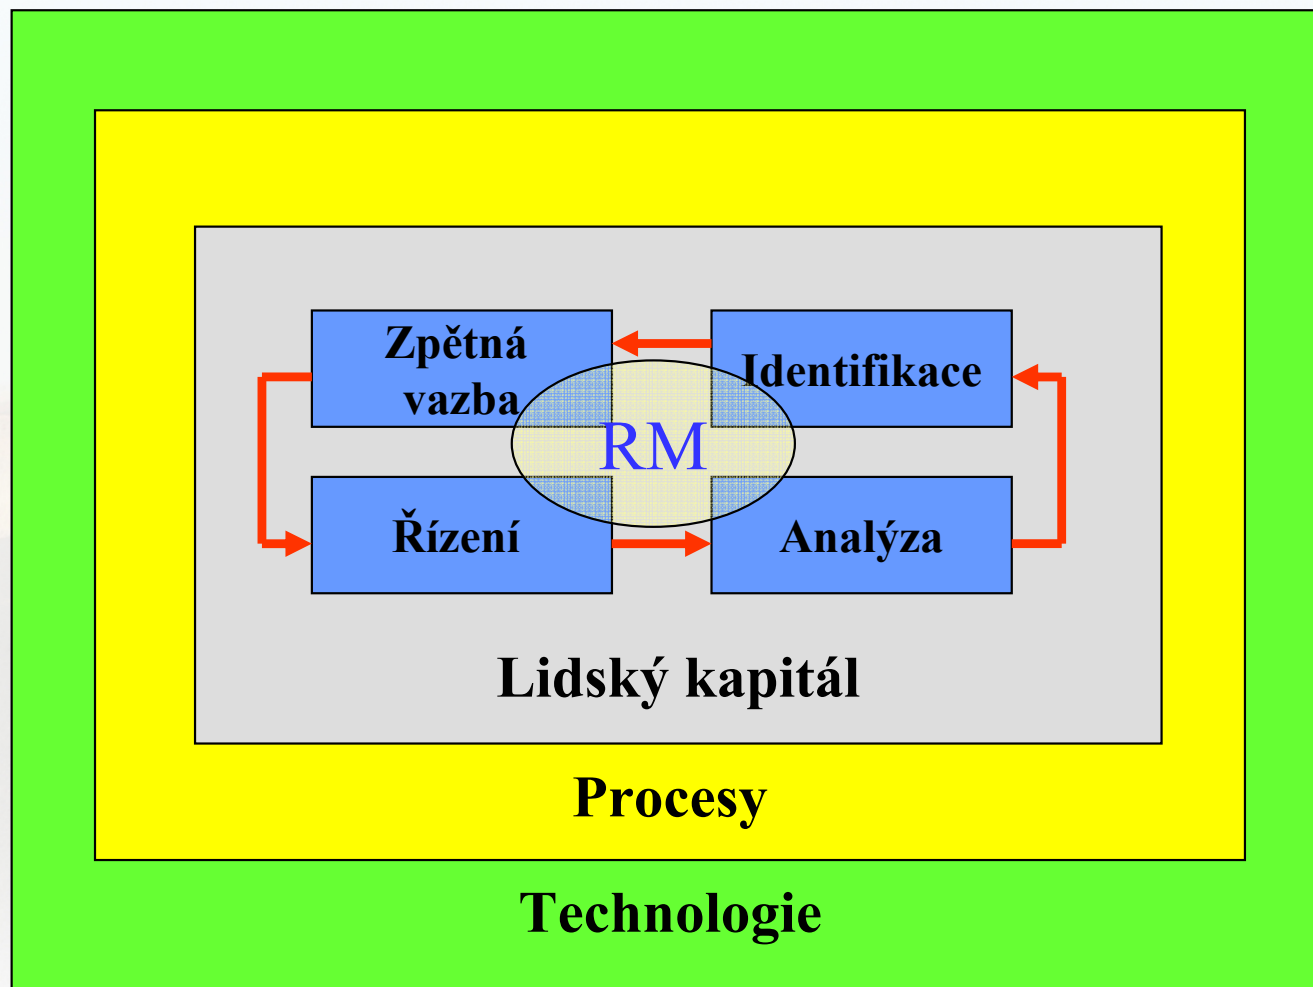 Zpětná
vazba
Identifikace
RM
Řízení
Analýza
Lidský kapitál
Procesy
Technologie